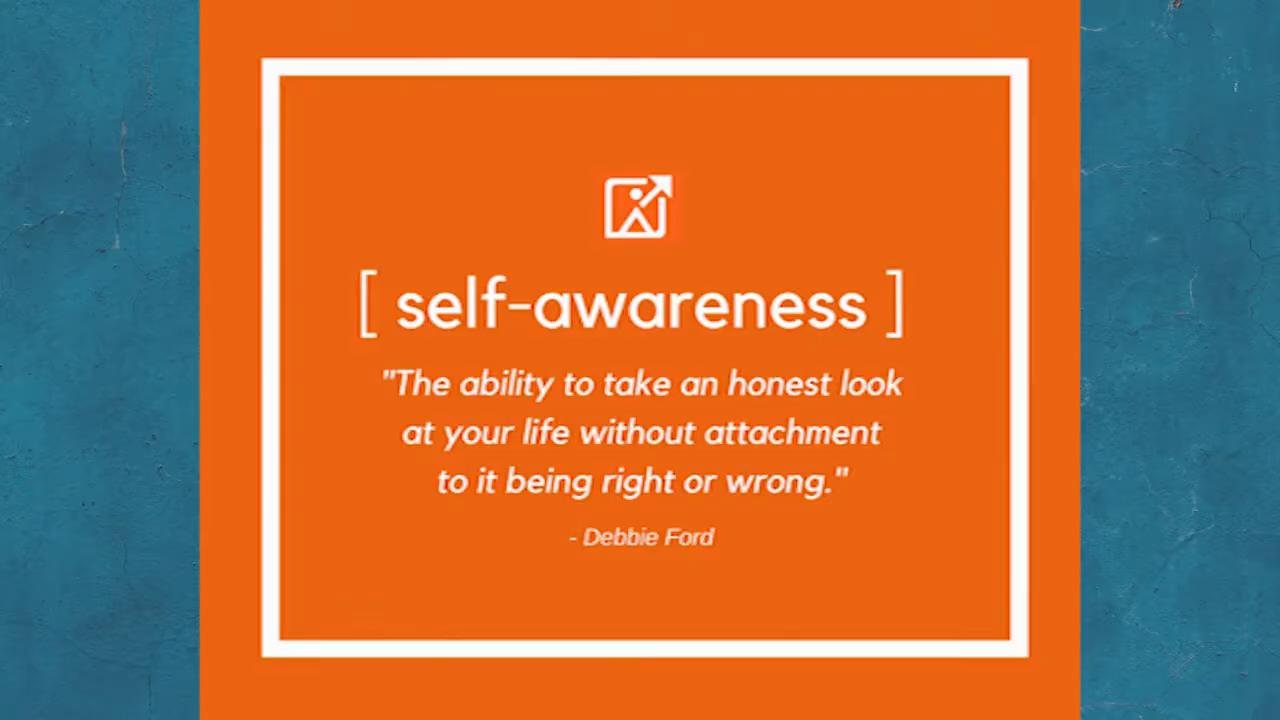 [ self-awareness ]
"The ability to take an honest look
at your life without attachment
to it being right or wrong."
- Debbie Ford